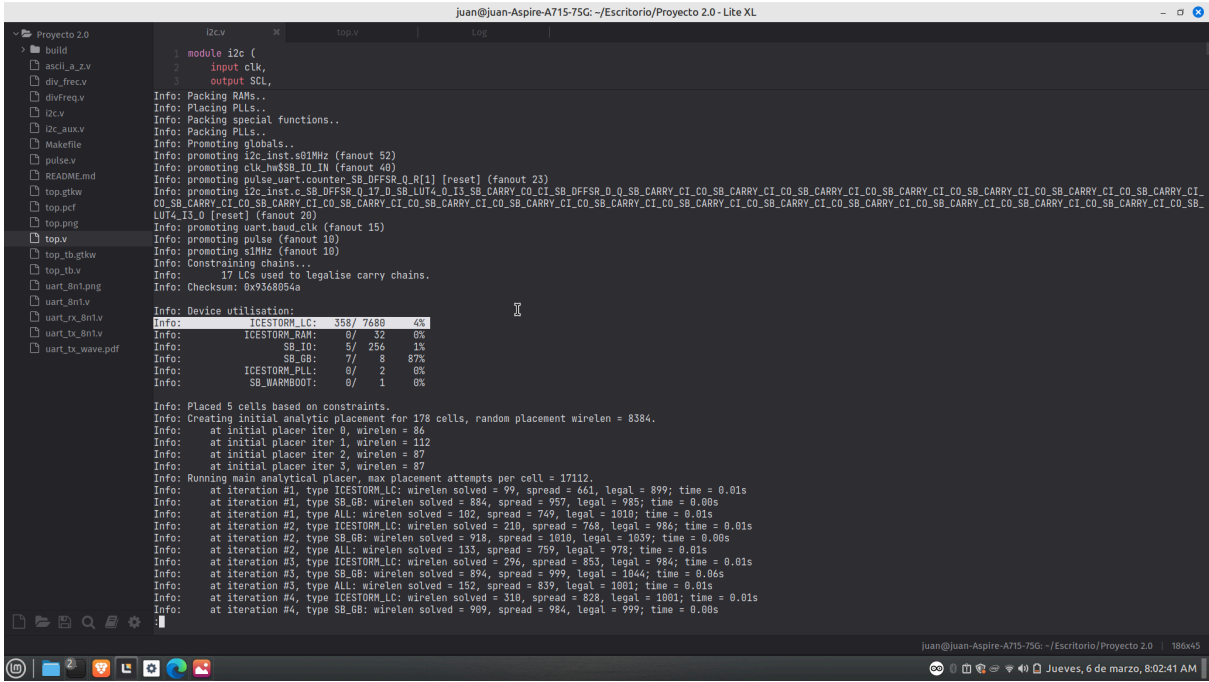 juan@juan-Aspire-A715-75G: ~/Escritorio/Proyecto 2.0 - Lite XL
Proyecto 2.0
build
ascii_a_z.v
div_frec.v
divFreq.v
i2c.v
i2c_aux.v
Makefile
pulse.v
README.md
top.gtkw
top.pcf
top.png
top.v
top_tb.gtkw
top_tb.v
uart_8n1.png
uart_8n1.v
uart_rx_8n1.v
uart_tx_8n1.v
uart_tx_wave.pdf
i2c.v
top.v
Log
1 module i2c (
2 input clk,
3 output SCL,
Info: Packing RAMs..
Info: Placing PLLs..
Info: Packing special functions..
Info: Packing PLLs..
Info: Promoting globals..
Info: promoting i2c_inst.s01MHz (fanout 52)
Info: promoting clk_hw$SB_IO_IN (fanout 40)
Info: promoting pulse_uart.counter_SB_DFFSR_Q_R[1] [reset] (fanout 23)
Info: promoting i2c_inst.c_SB_DFFSR_Q_17_D_SB_LUT4_O_I3_SB_CARRY_CO_CI_SB_DFFSR_D_Q_SB_CARRY_CI_CO_SB_CARRY_CI_CO_SB_CARRY_CI_CO_SB_CARRY_CI_CO_SB_CARRY_CI_CO_SB_CARRY_CI_CO_SB_CARRY_CI_
CO_SB_CARRY_CI_CO_SB_CARRY_CI_CO_SB_CARRY_CI_CO_SB_CARRY_CI_CO_SB_CARRY_CI_CO_SB_CARRY_CI_CO_SB_CARRY_CI_CO_SB_CARRY_CI_CO_SB_CARRY_CI_CO_SB_CARRY_CI_CO_SB_CARRY_CI_CO_SB_CARRY_CI_CO_SB_
LUT4_I3_O [reset] (fanout 20)
Info: promoting uart.baud_clk (fanout 15)
Info: promoting pulse (fanout 10)
Info: promoting s1MHz (fanout 10)
Info: Constraining chains...
Info: 17 LCs used to legalise carry chains.
Info: Checksum: 0x9368054a
Info: Device utilisation:
Info: ICESTORM_LC: 358/ 7680 4%
Info: ICESTORM_RAM: 0/ 32 0%
Info: SB_IO: 5/ 256 1%
Info: SB_GB: 7/ 8 87%
Info: ICESTORM_PLL: 0/ 2 0%
Info: SB_WARMBOOT: 0/ 1 0%
Info: Placed 5 cells based on constraints.
Info: Creating initial analytic placement for 178 cells, random placement wirelen = 8384.
Info: at initial placer iter 0, wirelen = 86
Info: at initial placer iter 1, wirelen = 112
Info: at initial placer iter 2, wirelen = 87
Info: at initial placer iter 3, wirelen = 87
Info: Running main analytical placer, max placement attempts per cell = 17112.
Info: at iteration #1, type ICESTORM_LC: wirelen solved = 99, spread = 661, legal = 899; time = 0.01s
Info: at iteration #1, type SB_GB: wirelen solved = 884, spread = 957, legal = 985; time = 0.00s
Info: at iteration #1, type ALL: wirelen solved = 102, spread = 749, legal = 1010; time = 0.01s
Info: at iteration #2, type ICESTORM_LC: wirelen solved = 210, spread = 768, legal = 986; time = 0.01s
Info: at iteration #2, type SB_GB: wirelen solved = 918, spread = 1010, legal = 1039; time = 0.00s
Info: at iteration #2, type ALL: wirelen solved = 133, spread = 759, legal = 978; time = 0.01s
Info: at iteration #3, type ICESTORM_LC: wirelen solved = 296, spread = 853, legal = 984; time = 0.01s
Info: at iteration #3, type SB_GB: wirelen solved = 894, spread = 999, legal = 1044; time = 0.06s
Info: at iteration #3, type ALL: wirelen solved = 152, spread = 839, legal = 1001; time = 0.01s
Info: at iteration #4, type ICESTORM_LC: wirelen solved = 310, spread = 828, legal = 1001; time = 0.01s
Info: at iteration #4, type SB_GB: wirelen solved = 909, spread = 984, legal = 999; time = 0.00s
:
juan@juan-Aspire-A715-75G: ~/Escritorio/Proyecto 2.0 | 186x45
2
Jueves, 6 de marzo, 8:02:41 AM